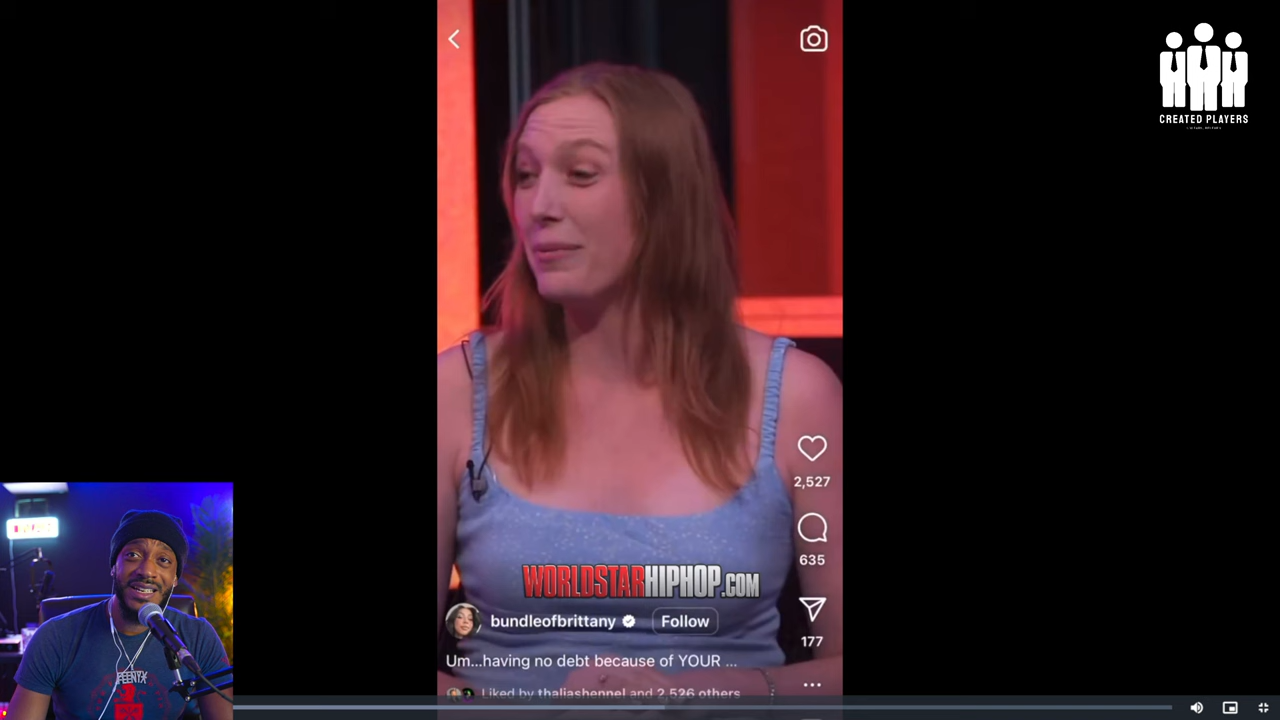 CREATED PLAYERS
2,527
635
WORLDSTARHIPHOP.COM
bundleofbrittany
Follow
177
Um...having no debt because of YOUR ...
Liked by thaliashennel and 2,526 others